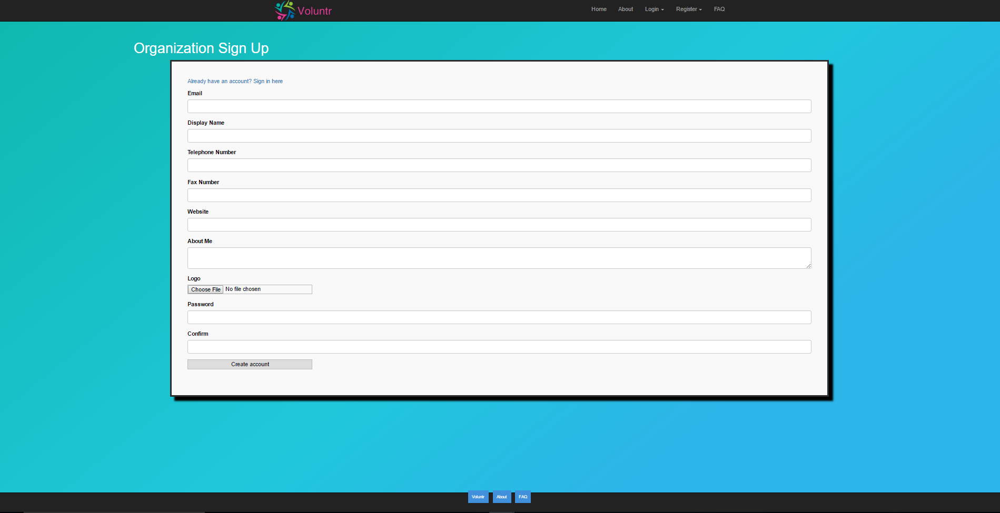 Voluntr
Home About Login Register FAQ
Organization Sign Up
Already have an account? Sign in here
Email
Display Name
Telephone Number
Fax Number
Website
About Me
Logo
Choose File No file chosen
Password
Confirm
Create account
Voluntr About FAQ